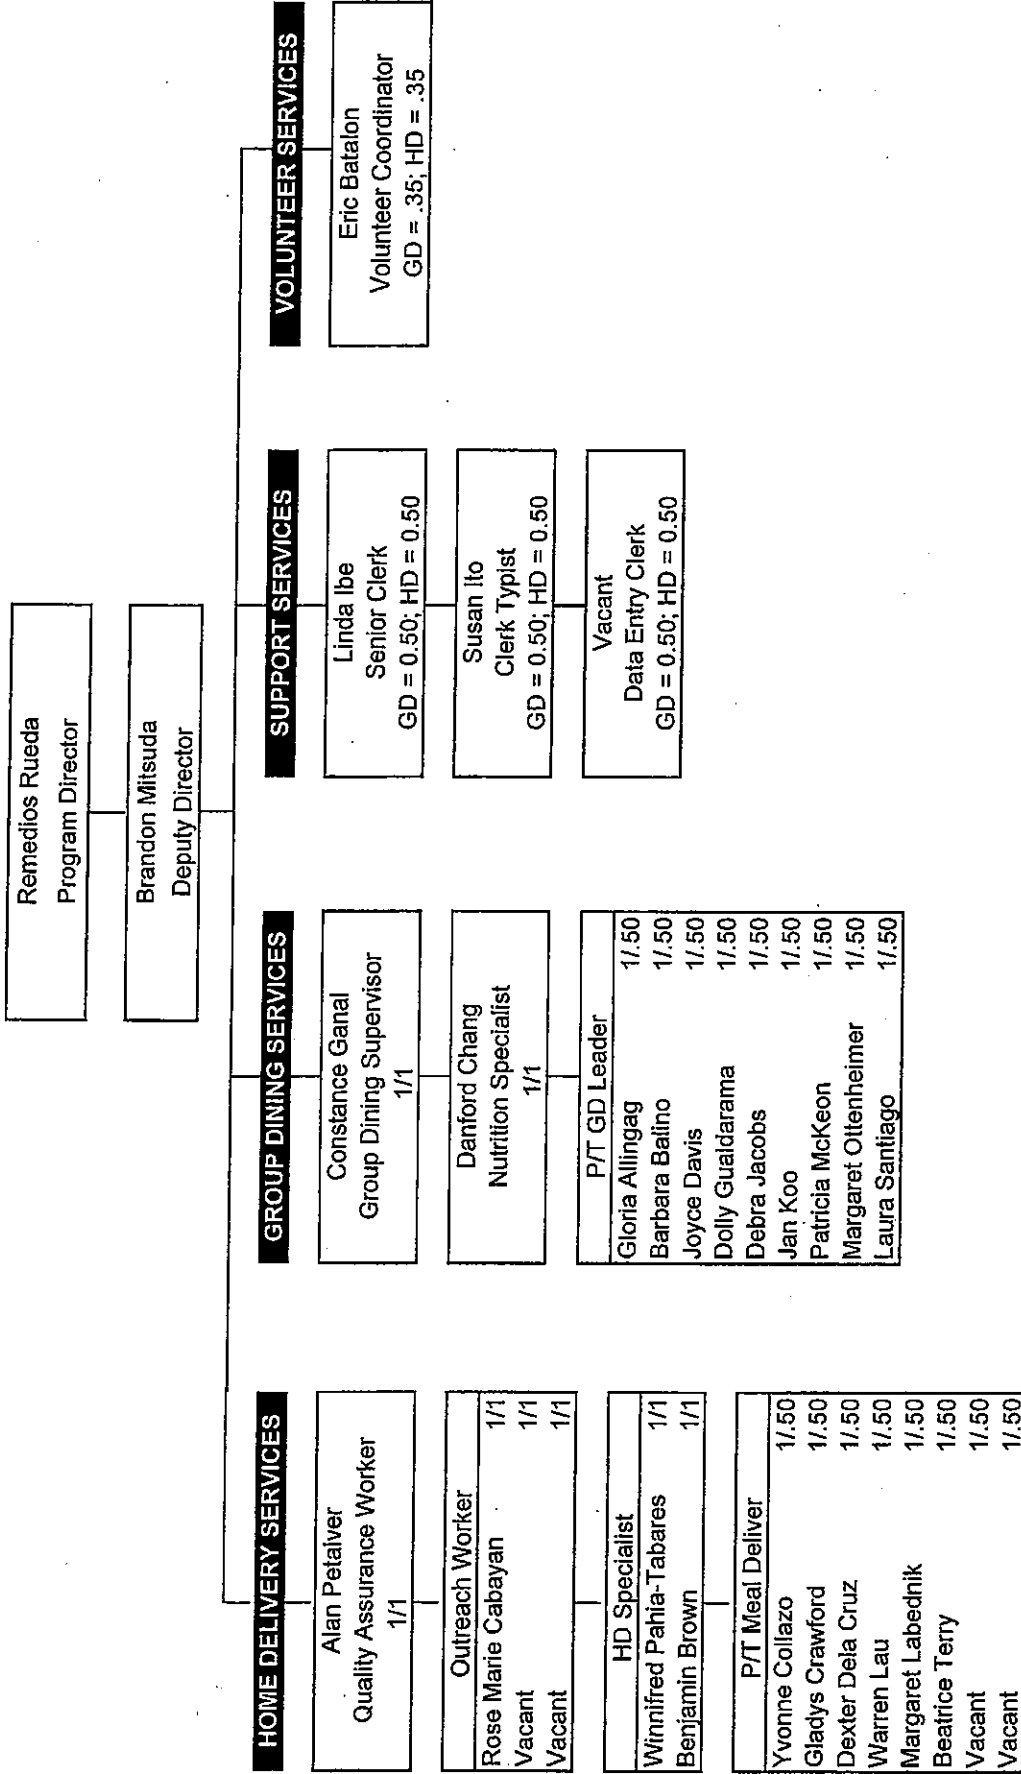 Remedios Rueda
Program Director
Brandon Mitsuda
Deputy Director
HOME DELIVERY SERVICES
Alan Petaiver
Quality Assurance Worker
1/1
Outreach Worker
Rose Marie Cabayan 1/1
Vacant 1/1
Vacant 1/1
HD Specialist
Winnifred Pahia-Tabares 1/1
Benjamin Brown 1/1
P/T Meal Deliver
Yvonne Collazo 1/.50
Gladys Crawford 1/.50
Dexter Dela Cruz 1/.50
Warren Lau 1/.50
Margaret Labednik 1/.50
Beatrice Terry 1/.50
Vacant 1/.50
Vacant 1/.50
GROUP DINING SERVICES
Constance Ganal
Group Dining Supervisor
1/1
Danford Chang
Nutrition Specialist
1/1
P/T GD Leader
Gloria Allingag 1/.50
Barbara Balino 1/.50
Joyce Davis 1/.50
Dolly Gualdarama 1/.50
Debra Jacobs 1/.50
Jan Koo 1/.50
Patricia McKeon 1/.50
Margaret Ottenheimer 1/.50
Laura Santiago 1/.50
SUPPORT SERVICES
Linda Ibe
Senior Clerk
GD = 0.50; HD = 0.50
Susan Ito
Clerk Typist
GD = 0.50; HD = 0.50
Vacant
Data Entry Clerk
GD = 0.50; HD = 0.50
VOLUNTEER SERVICES
Eric Batalon
Volunteer Coordinator
GD = .35; HD = .35